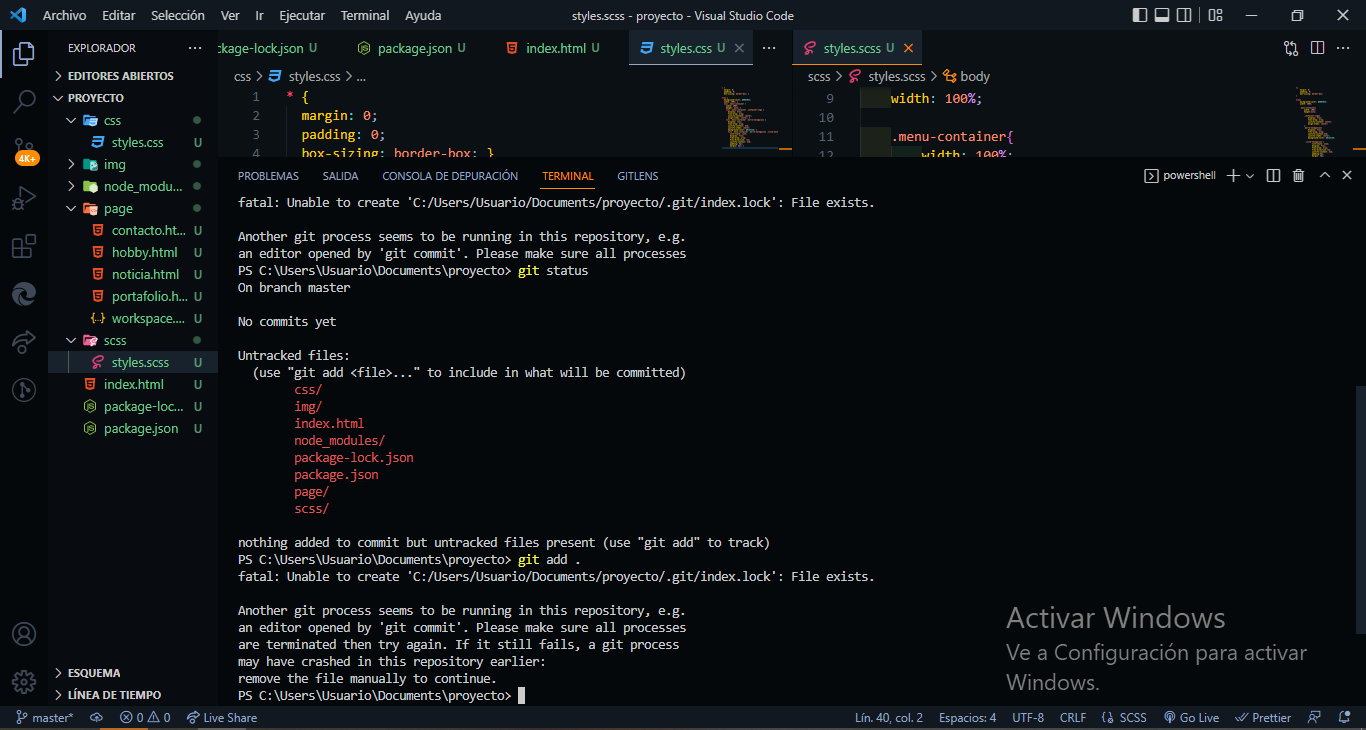 Archivo Editar Selección Ver Ir Ejecutar Terminal Ayuda styles.scss - proyecto - Visual Studio Code
EXPLORADOR ...
EDITORES ABIERTOS
PROYECTO
css
styles.css U
img
node_modu...
page
contacto.ht... U
hobby.html U
noticia.html U
portafolio.h... U
workspace.... U
scss
styles.scss U
index.html U
package-loc... U
package.json U
ESQUEMA
LÍNEA DE TIEMPO
4K+
ckage-lock.json U package.json U index.html U styles.css U ...
css > styles.css > ...
1 * {
2 margin: 0;
3 padding: 0;
4 box-sizing: border-box; }
styles.scss U ...
scss > styles.scss > body
9 width: 100%;
10
11 .menu-container{
12 width: 100%;
PROBLEMAS SALIDA CONSOLA DE DEPURACIÓN TERMINAL GITLENS powershell
fatal: Unable to create 'C:/Users/Usuario/Documents/proyecto/.git/index.lock': File exists.
Another git process seems to be running in this repository, e.g.
an editor opened by 'git commit'. Please make sure all processes
PS C:\Users\Usuario\Documents\proyecto> git status
On branch master
No commits yet
Untracked files:
(use "git add <file>..." to include in what will be committed)
css/
img/
index.html
node_modules/
package-lock.json
package.json
page/
scss/
nothing added to commit but untracked files present (use "git add" to track)
PS C:\Users\Usuario\Documents\proyecto> git add .
fatal: Unable to create 'C:/Users/Usuario/Documents/proyecto/.git/index.lock': File exists.
Another git process seems to be running in this repository, e.g.
an editor opened by 'git commit'. Please make sure all processes
are terminated then try again. If it still fails, a git process
may have crashed in this repository earlier:
remove the file manually to continue.
PS C:\Users\Usuario\Documents\proyecto>
Activar Windows
Ve a Configuración para activar
Windows.
master* 0 0 Live Share Lín. 40, col. 2 Espacios: 4 UTF-8 CRLF SCSS Go Live Prettier